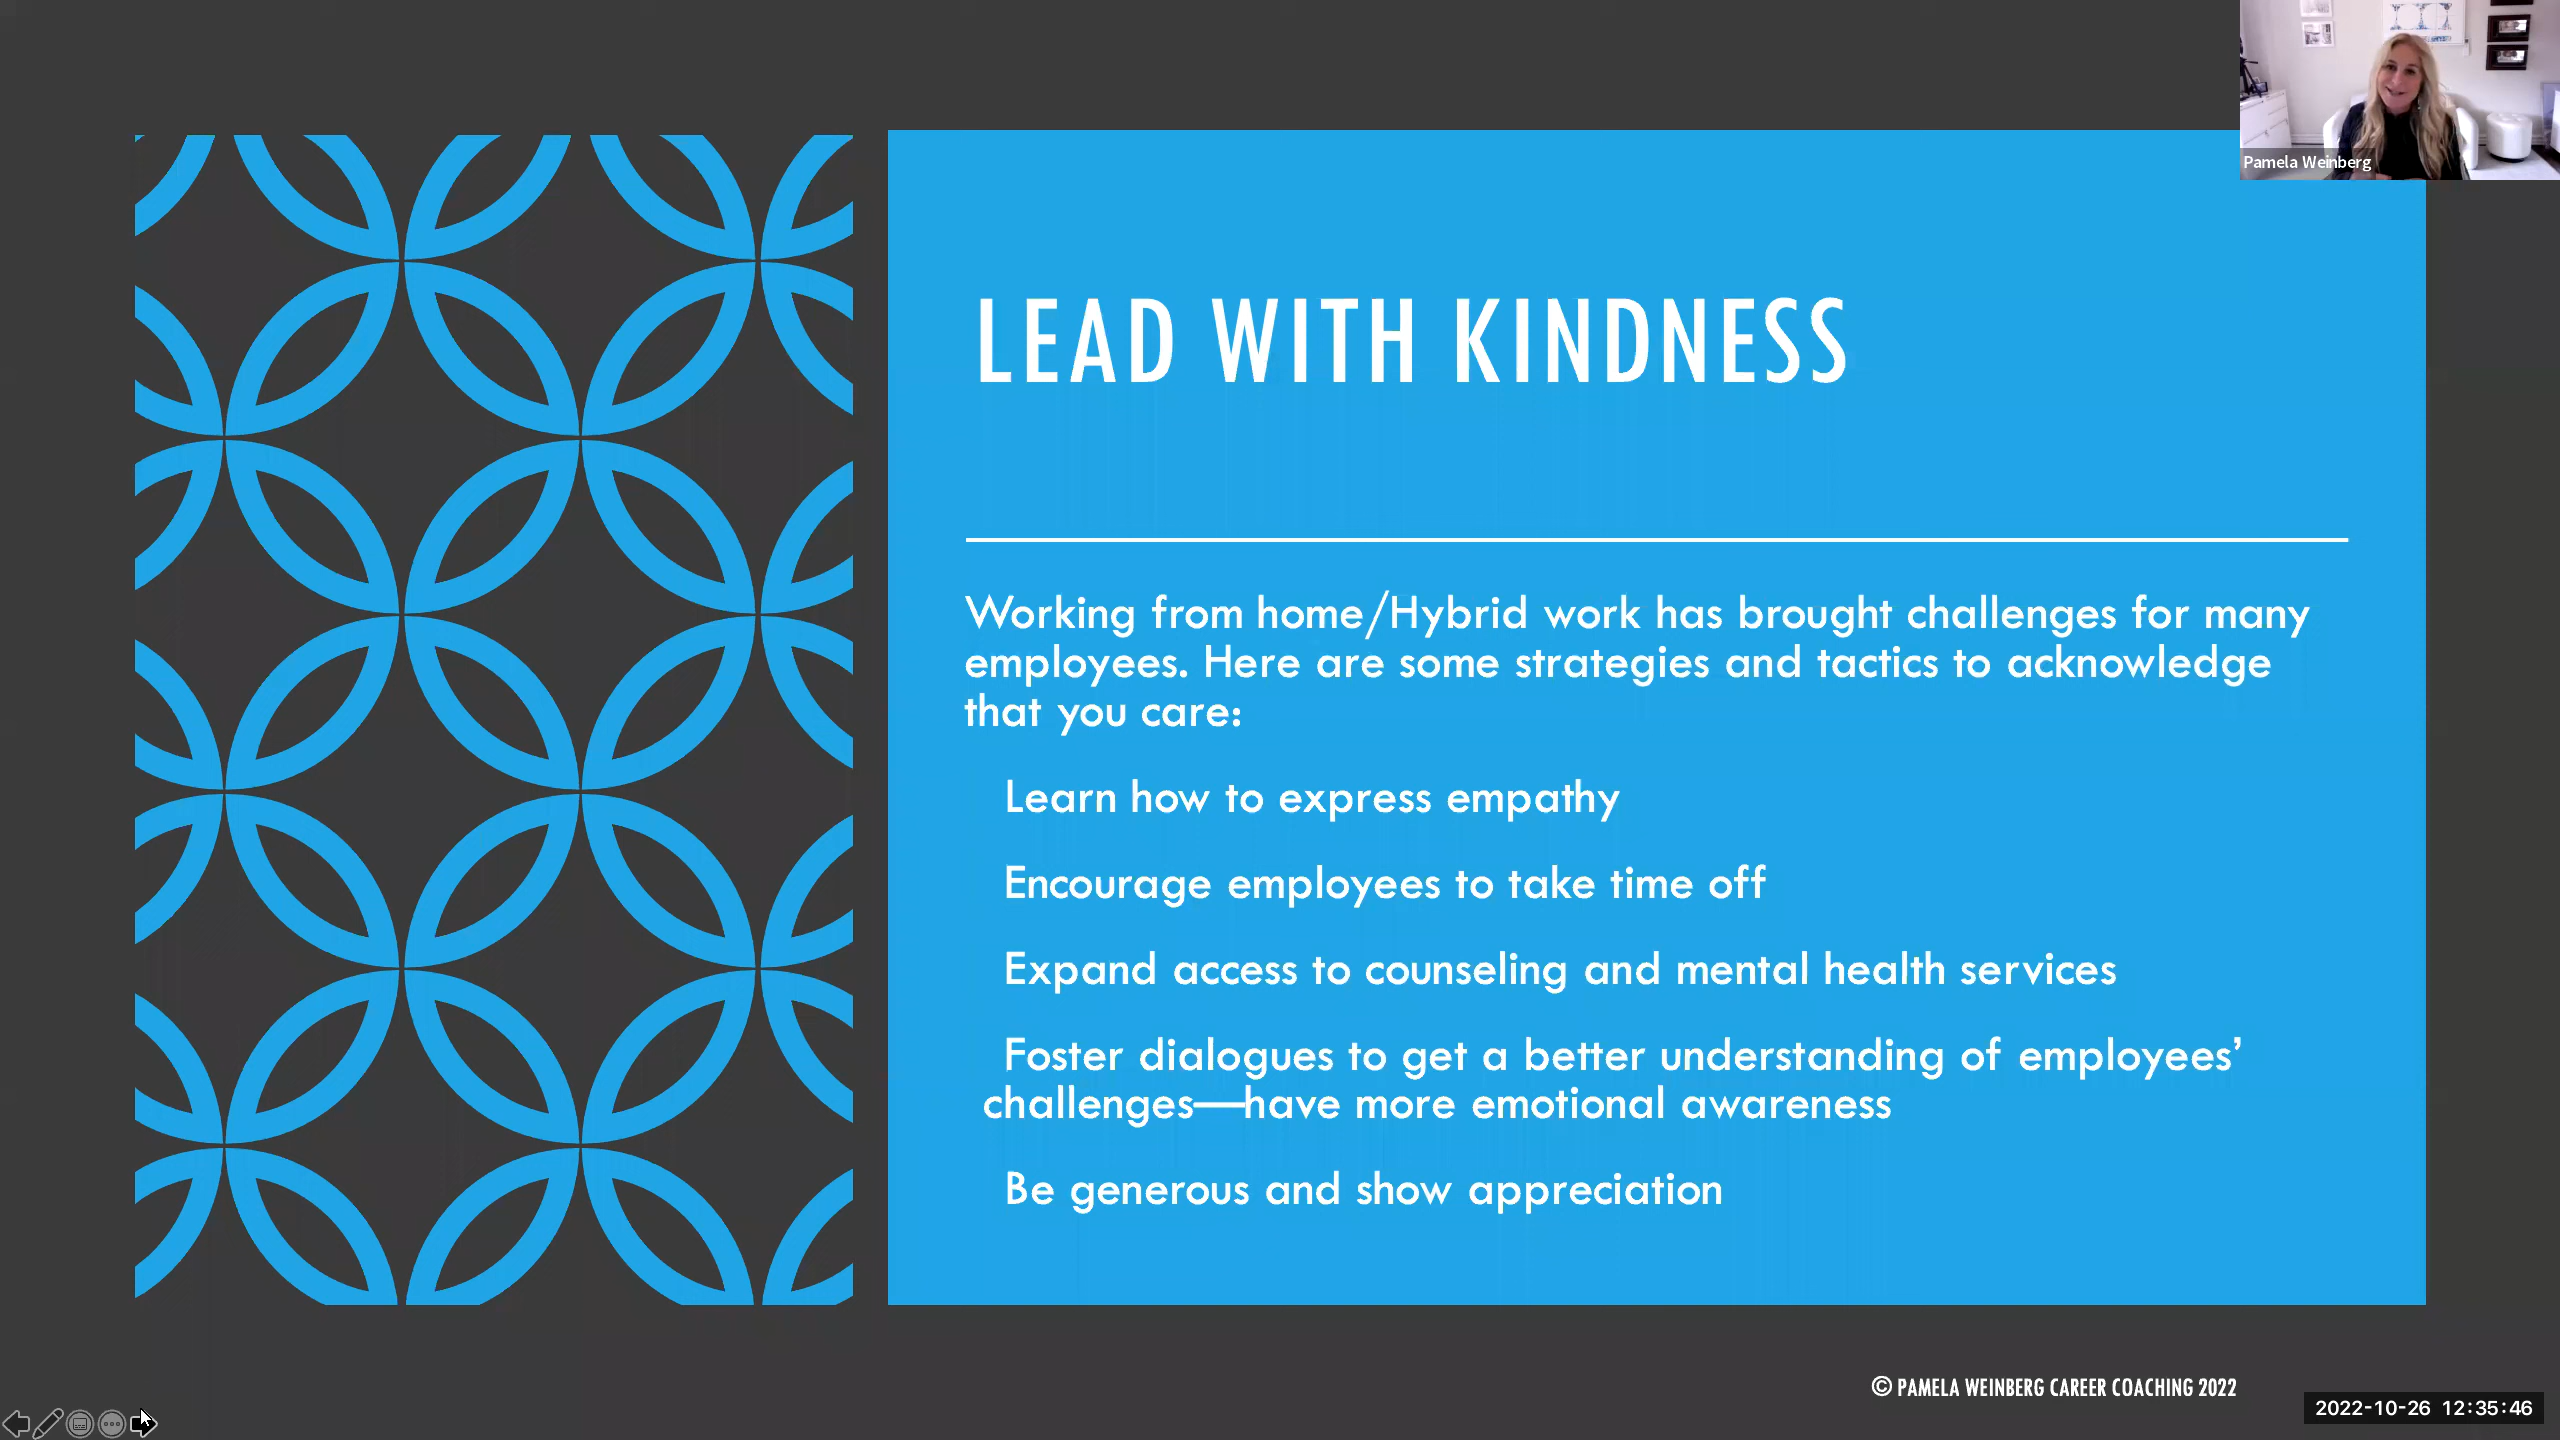 Pamela Weinberg
LEAD WITH KINDNESS
Working from home/Hybrid work has brought challenges for many
employees. Here are some strategies and tactics to acknowledge
that you care:
Learn how to express empathy
Encourage employees to take time off
Expand access to counseling and mental health services
Foster dialogues to get a better understanding of employees’
challenges—have more emotional awareness
Be generous and show appreciation
© PAMELA WEINBERG CAREER COACHING 2022
2022-10-26 12:35:46